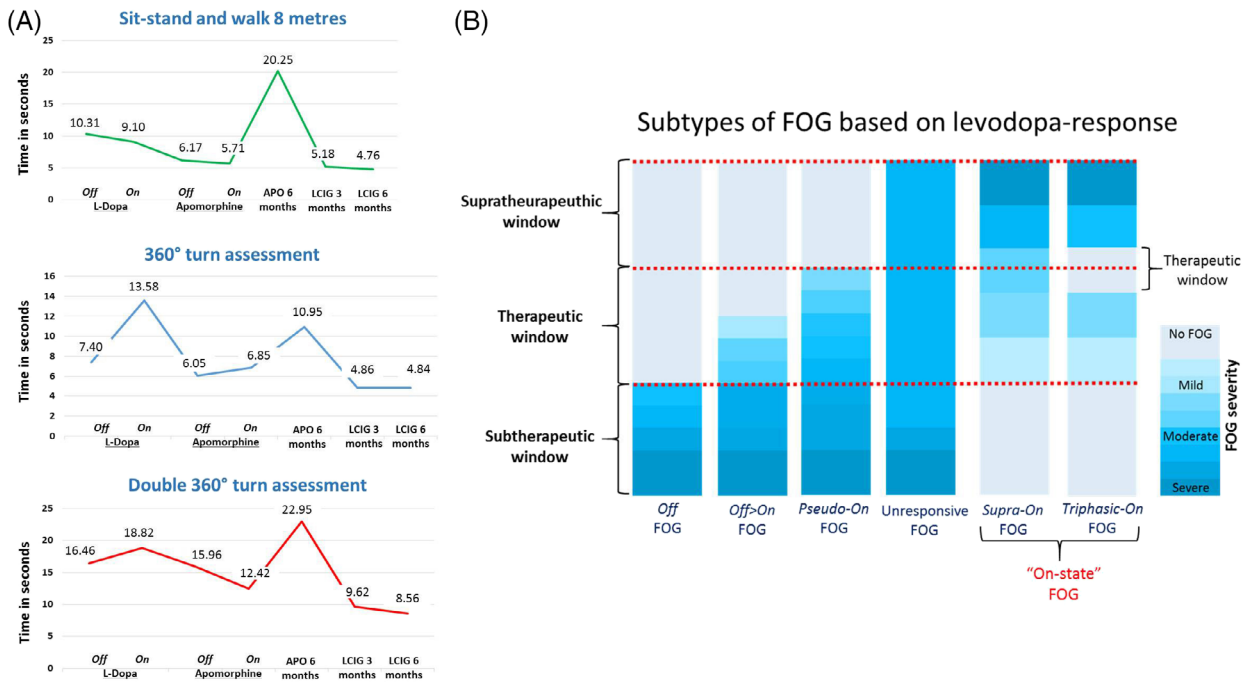 (A)
Sit-stand and walk 8 metres
Time in seconds
25
20
15
10
5
0
10.31
9.10
6.17
5.71
20.25
5.18
4.76
Off On Off On APO 6 LCIG 3 LCIG 6
L-Dopa Apomorphine months months months
360° turn assessment
Time in seconds
16
14
12
10
8
6
4
2
0
7.40
13.58
6.05
6.85
10.95
4.86
4.84
Off On Off On APO 6 LCIG 3 LCIG 6
L-Dopa Apomorphine months months months
Double 360° turn assessment
Time in seconds
25
20
15
10
5
0
16.46
18.82
15.96
12.42
22.95
9.62
8.56
Off On Off On APO 6 LCIG 3 LCIG 6
L-Dopa Apomorphine months months months
(B)
Subtypes of FOG based on levodopa-response
Supratheurapeuthic
window
Therapeutic
window
Subtherapeutic
window
Therapeutic
window
No FOG
Mild
Moderate
Severe
FOG severity
Off
FOG
Off>On
FOG
Pseudo-On
FOG
Unresponsive
FOG
Supra-On
FOG
Triphasic-On
FOG
“On-state”
FOG